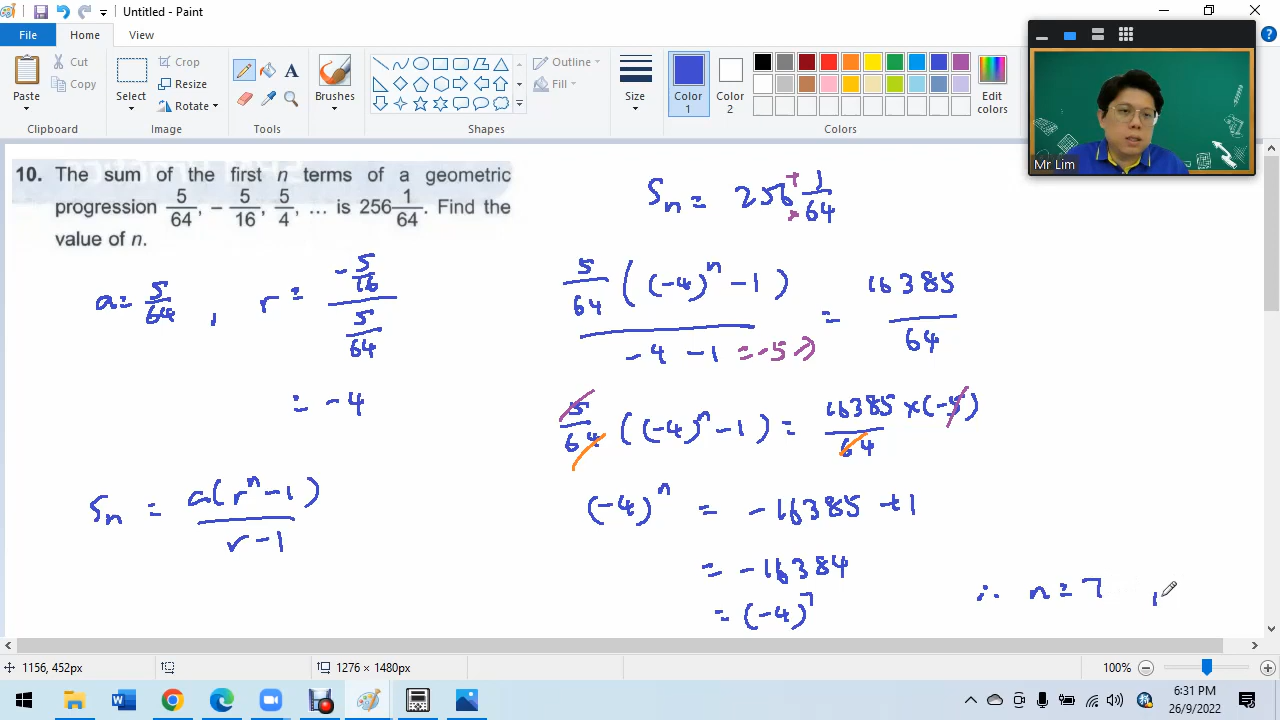 Untitled - Paint
File Home View
Paste Cut Copy Clipboard
Select Crop Resize Rotate Image
Tools
Brushes
Shapes Outline Fill
Size
Color 1 Color 2 Colors Edit colors
Mr Lim
10. The sum of the first n terms of a geometric
progression 5/64, - 5/16, 5/4, ... is 256 1/64. Find the
value of n.
a = 5/64 , r = (-5/16)/(5/64)
= -4
Sn = a(r^n - 1)/(r - 1)
Sn = 256 + × 1/64
5/64 ((-4)^n - 1)/(-4 - 1 = -5 →) = 16385/64
5/64 ((-4)^n - 1) = 16385/64 × (-5)
(-4)^n = -16385 + 1
= -16384
= (-4)^7
∴ n = 7
1156, 452px 1276 × 1480px 100%
6:31 PM
26/9/2022